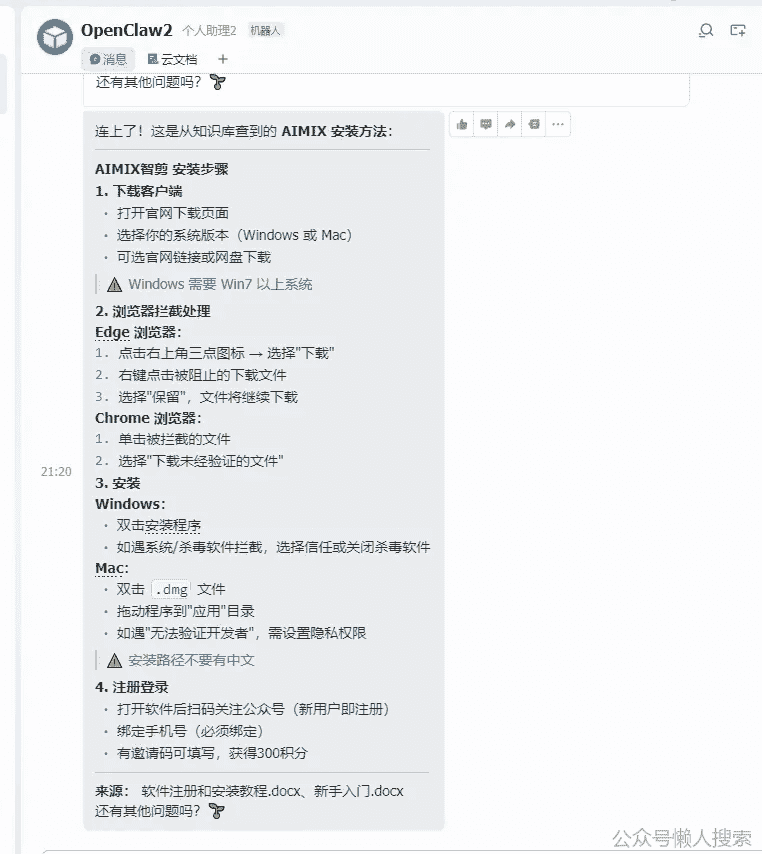 OpenClaw2 个人助理2 机器人
消息 云文档 +
还有其他问题吗？
连上了！这是从知识库查到的 AIMIX 安装方法：
AIMIX智剪 安装步骤
1. 下载客户端
• 打开官网下载页面
• 选择你的系统版本（Windows 或 Mac）
• 可选官网链接或网盘下载
⚠ Windows 需要 Win7 以上系统
2. 浏览器拦截处理
Edge 浏览器：
1. 点击右上角三点图标 → 选择"下载"
2. 右键点击被阻止的下载文件
3. 选择"保留"，文件将继续下载
Chrome 浏览器：
1. 单击被拦截的文件
2. 选择"下载未经验证的文件"
21:20
3. 安装
Windows：
• 双击安装程序
• 如遇系统/杀毒软件拦截，选择信任或关闭杀毒软件
Mac：
• 双击 .dmg 文件
• 拖动程序到"应用"目录
• 如遇"无法验证开发者"，需设置隐私权限
⚠ 安装路径不要有中文
4. 注册登录
• 打开软件后扫码关注公众号（新用户即注册）
• 绑定手机号（必须绑定）
• 有邀请码可填写，获得300积分
来源： 软件注册和安装教程.docx、新手入门.docx
还有其他问题吗？
公众号懒人搜索